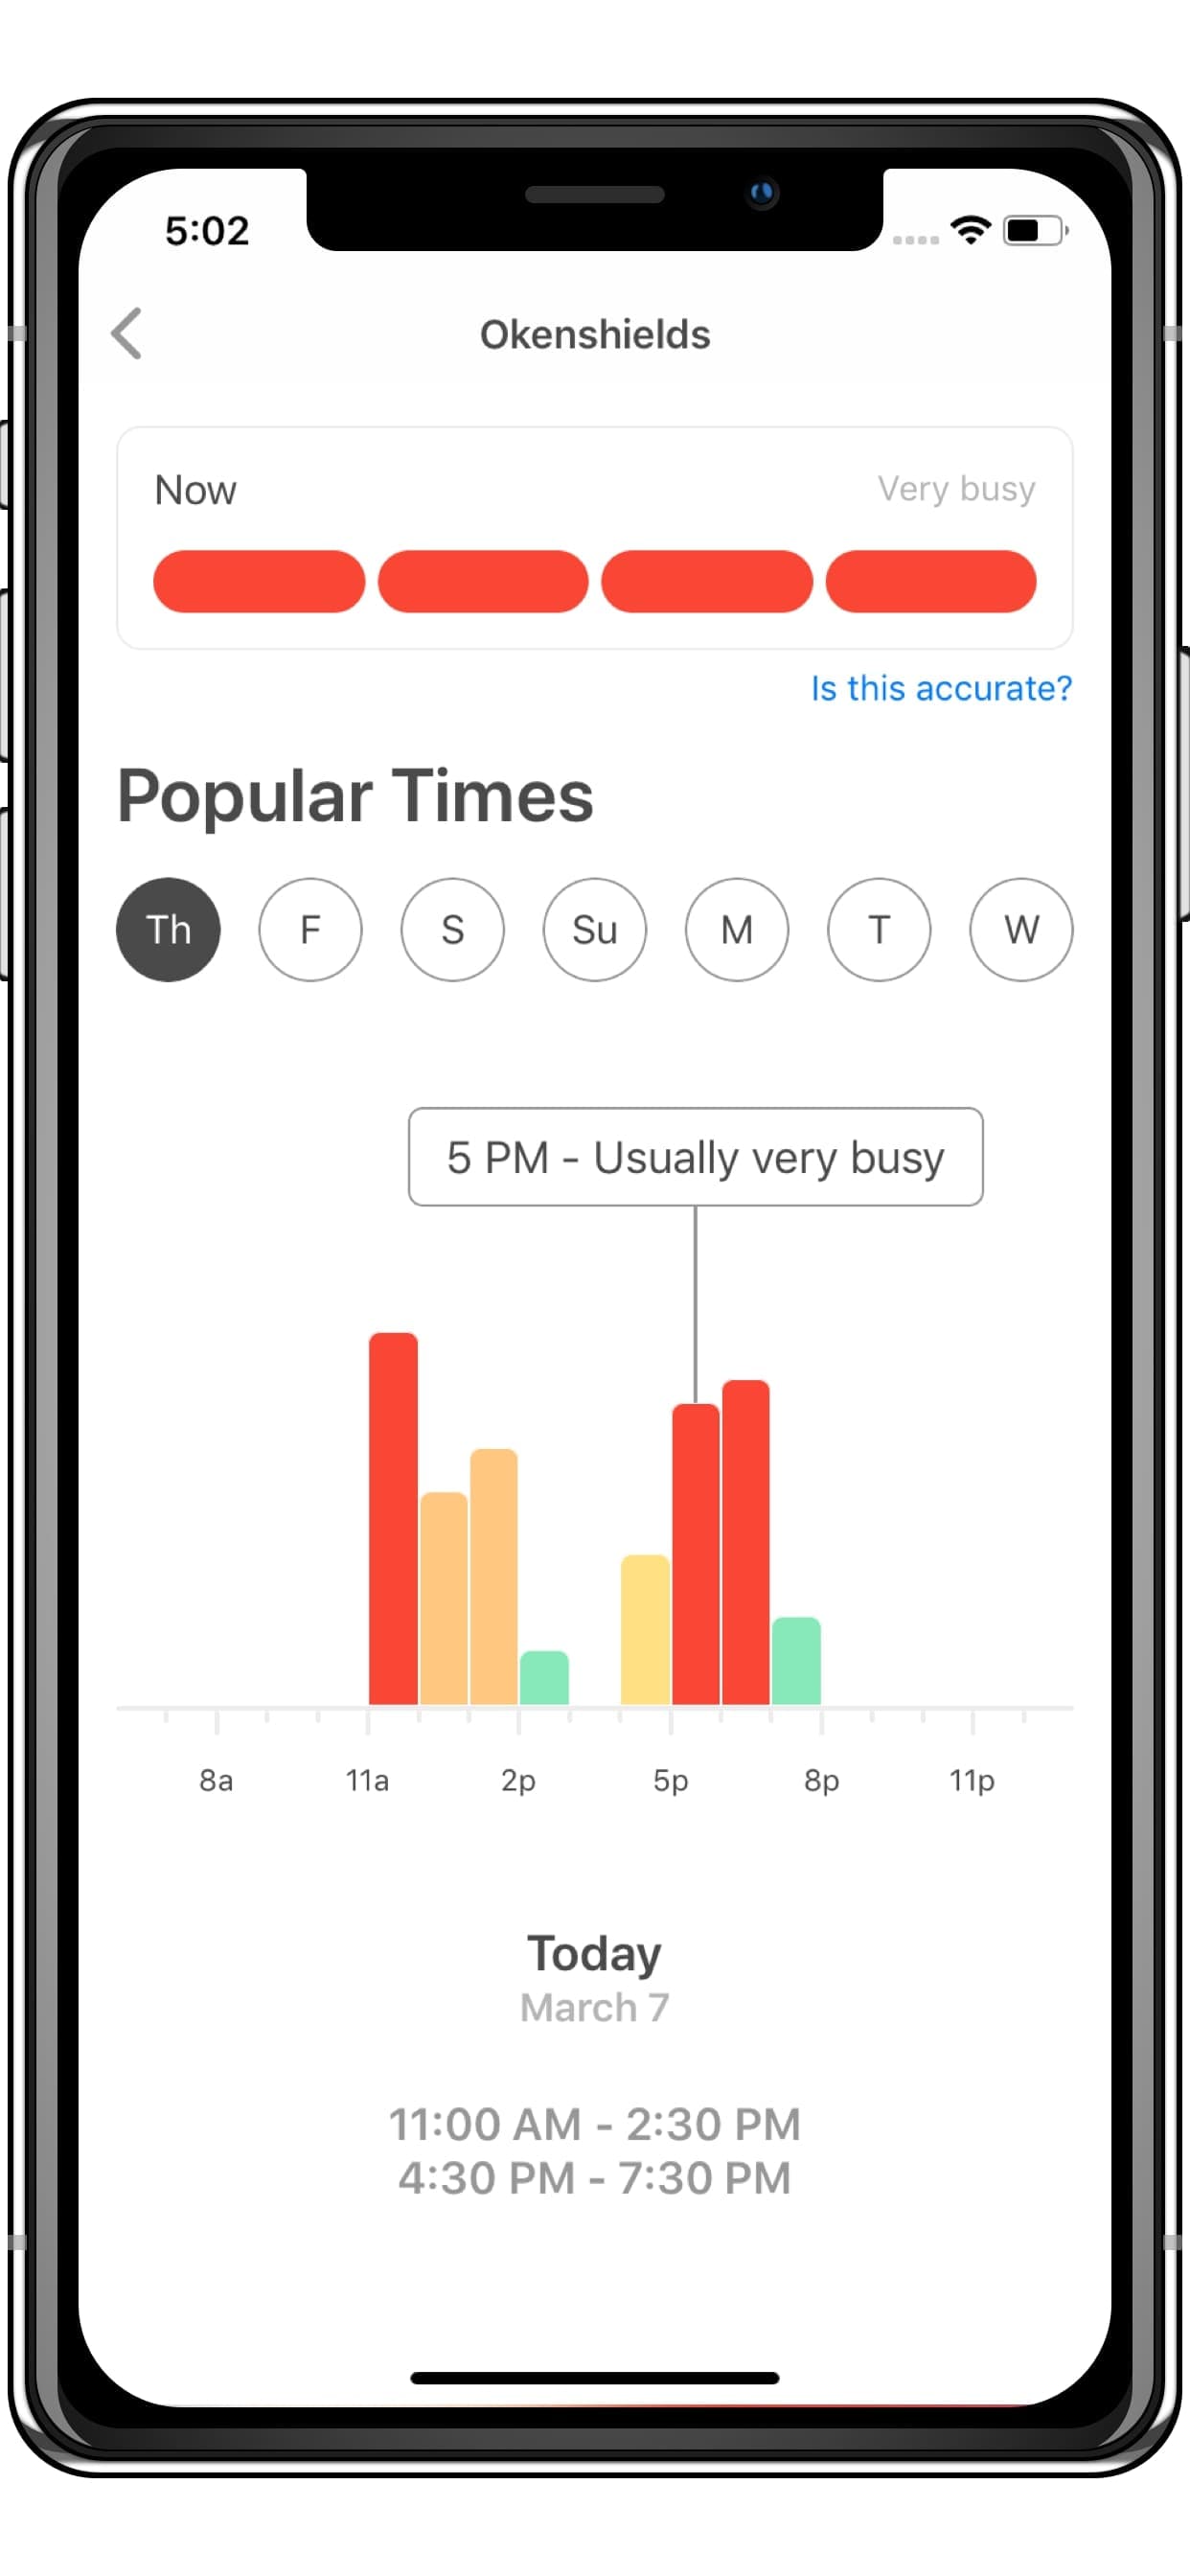 5:02
Okenshields
Now Very busy
Is this accurate?
Popular Times
Th F S Su M T W
5 PM - Usually very busy
8a 11a 2p 5p 8p 11p
Today
March 7
11:00 AM - 2:30 PM
4:30 PM - 7:30 PM